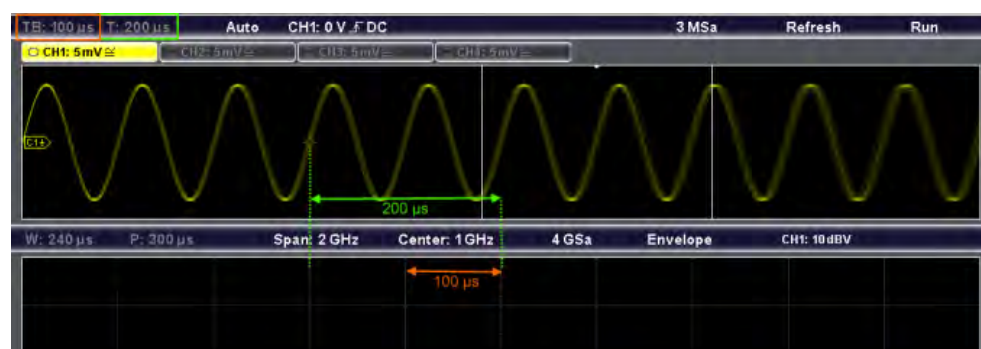 TB: 100 µs T: 200 µs Auto CH1: 0 V DC 3 MSa Refresh Run
CH1: 5mV CH2: 5mV CH3: 5mV CH4: 5mV
C1
200 µs
W: 240 µs P: 300 µs Span: 2 GHz Center: 1 GHz 4 GSa Envelope CH1: 10 dBV
100 µs